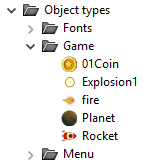 Object types
Fonts
Game
01Coin
Explosion1
fire
Planet
Rocket
Menu